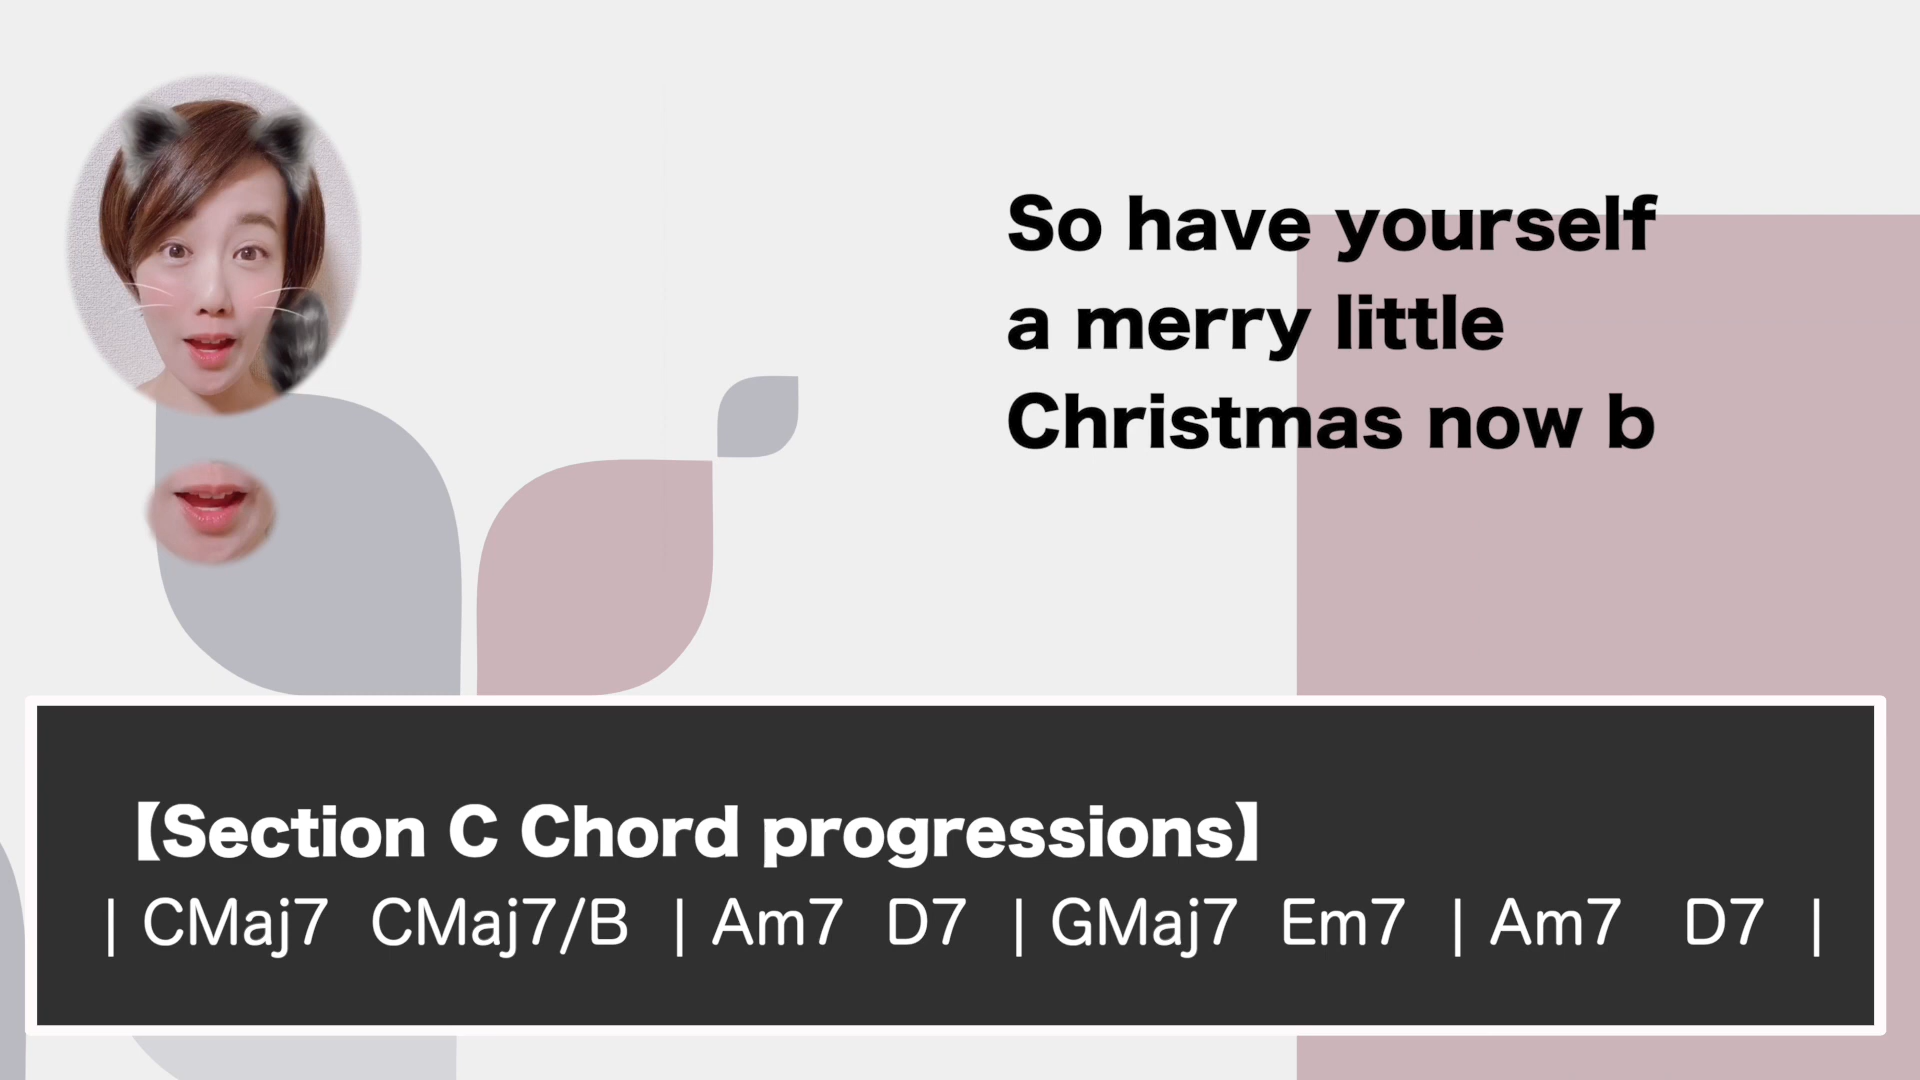 So have yourself
a merry little
Christmas now b
【Section C Chord progressions】
| CMaj7 CMaj7/B | Am7 D7 | GMaj7 Em7 | Am7 D7 |